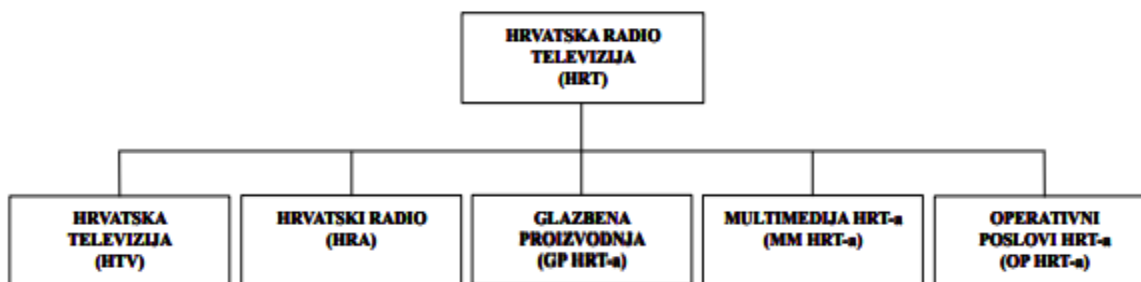 HRVATSKA RADIO
TELEVIZIJA
(HRT)
HRVATSKA
TELEVIZIJA
(HTV)
HRVATSKI RADIO
(HRA)
GLAZBENA
PROIZVODNJA
(GP HRT-a)
MULTIMEDIJA HRT-a
(MM HRT-a)
OPERATIVNI
POSLOVI HRT-a
(OP HRT-a)